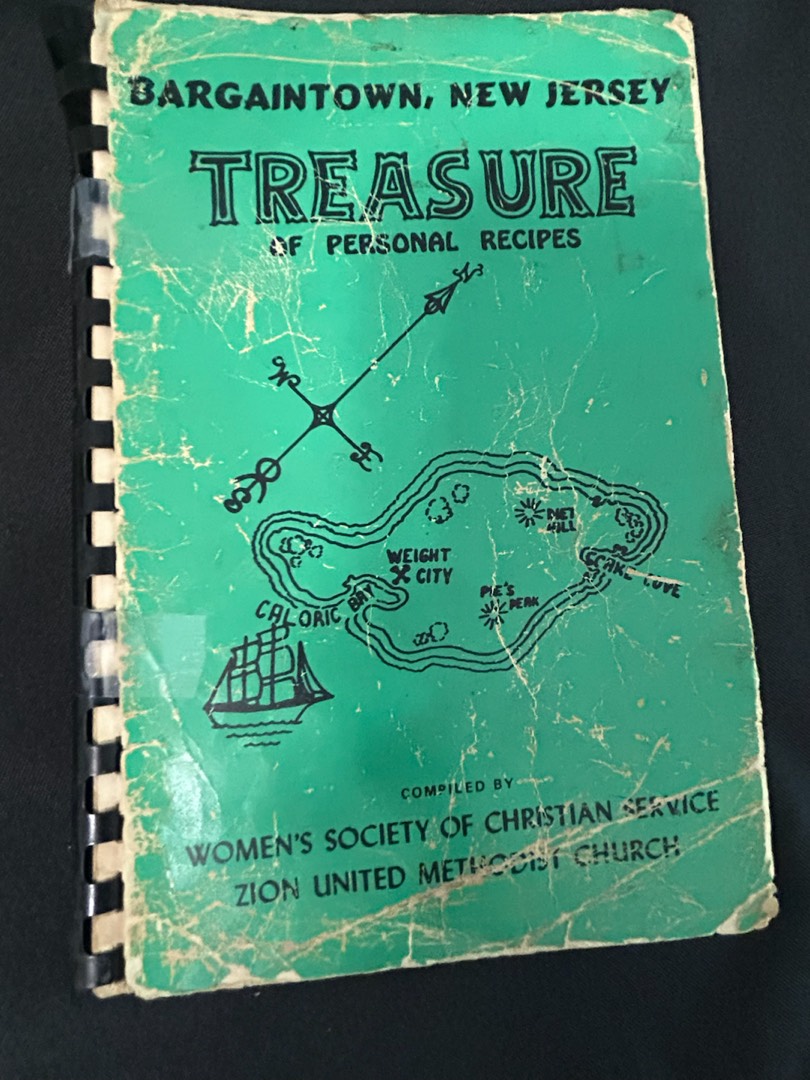 BARGAINTOWN, NEW JERSEY
TREASURE
OF PERSONAL RECIPES
N
W
E
S
DIET
HILL
WEIGHT
CITY
CAKE COVE
PIE'S
PEAK
CALORIC BAY
COMPILED BY
WOMEN'S SOCIETY OF CHRISTIAN SERVICE
ZION UNITED METHODIST CHURCH